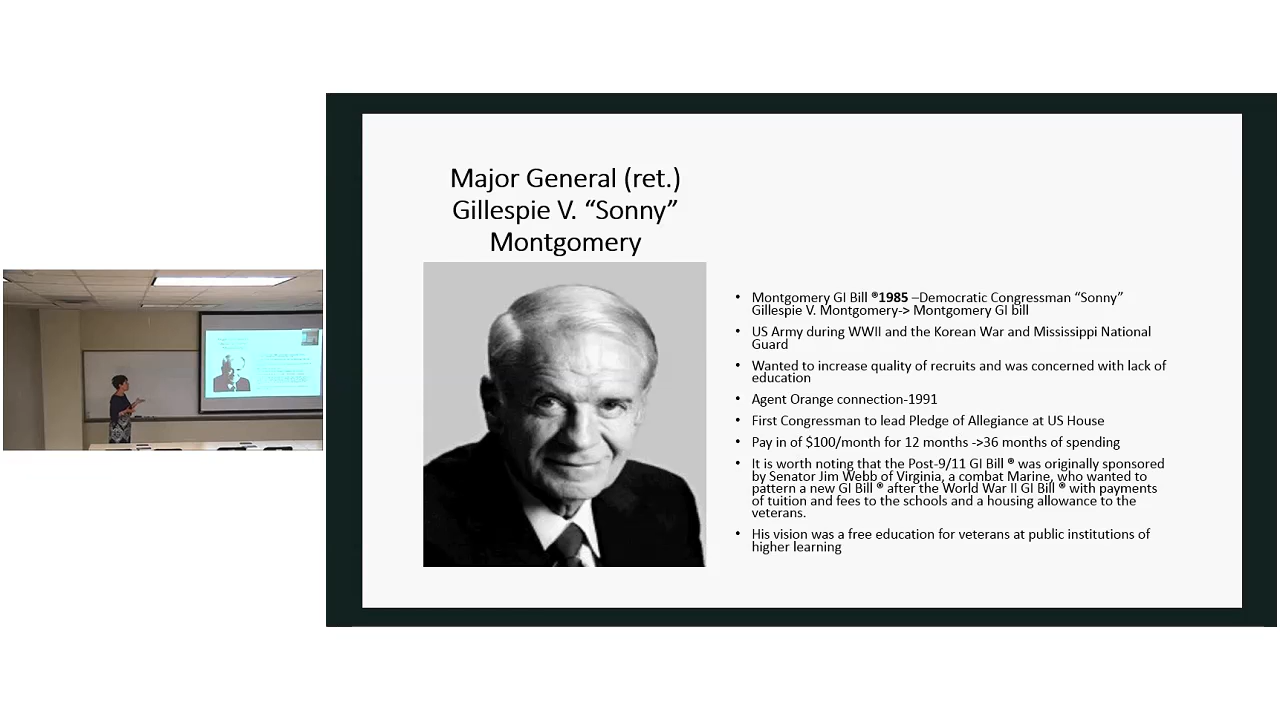 Major General (ret.)
Gillespie V. “Sonny”
Montgomery
• Montgomery GI Bill ®1985 –Democratic Congressman “Sonny”
Gillespie V. Montgomery-> Montgomery GI bill
• US Army during WWII and the Korean War and Mississippi National
Guard
• Wanted to increase quality of recruits and was concerned with lack of
education
• Agent Orange connection-1991
• First Congressman to lead Pledge of Allegiance at US House
• Pay in of $100/month for 12 months ->36 months of spending
• It is worth noting that the Post-9/11 GI Bill ® was originally sponsored
by Senator Jim Webb of Virginia, a combat Marine, who wanted to
pattern a new GI Bill ® after the World War II GI Bill ® with payments
of tuition and fees to the schools and a housing allowance to the
veterans.
• His vision was a free education for veterans at public institutions of
higher learning